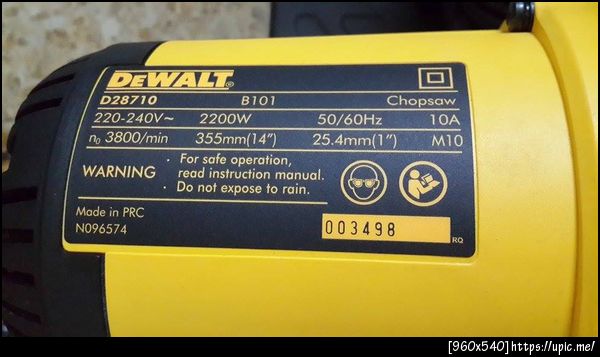 DEWALT®
D28710 B101 Chopsaw
220-240V~ 2200W 50/60Hz 10A
n₀ 3800/min 355mm(14") 25.4mm(1") M10
WARNING
· For safe operation,
read instruction manual.
· Do not expose to rain.
Made in PRC
N096574
003498
RQ
[960x540]https://upic.me/